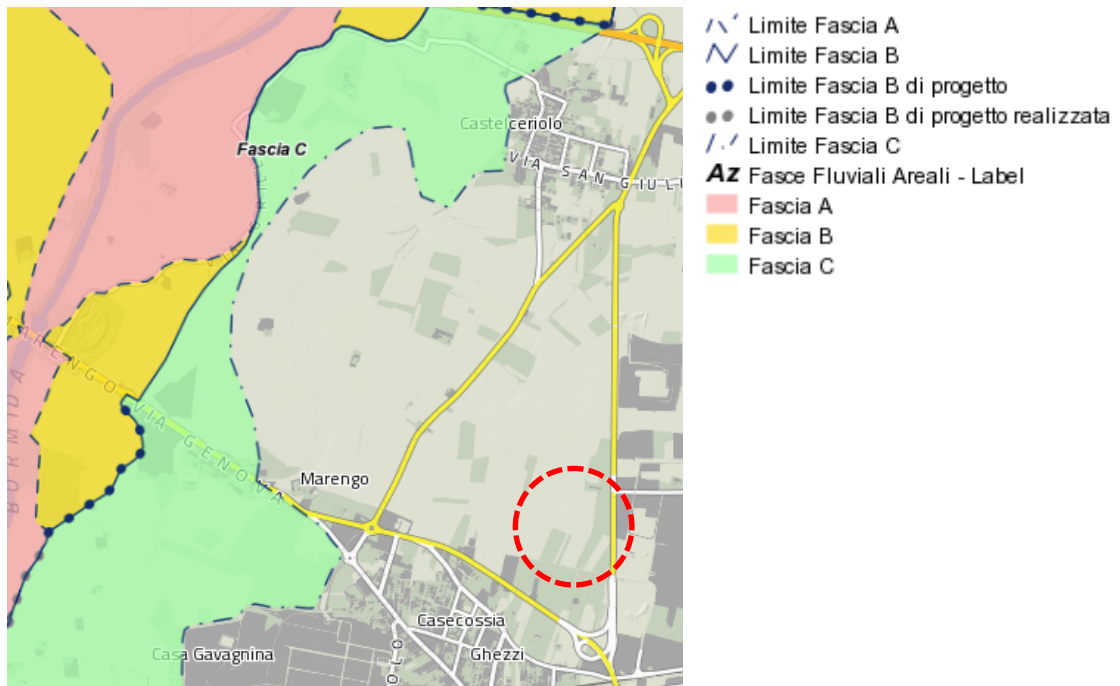 Castelceriolo
VIA SAN GIULI
Fascia C
MARENGO
VIA GENOVA
BORMIDA
Marengo
Casecossia
Ghezzi
Casa Gavagnina
Limite Fascia A
Limite Fascia B
Limite Fascia B di progetto
Limite Fascia B di progetto realizzata
Limite Fascia C
Az Fasce Fluviali Areali - Label
Fascia A
Fascia B
Fascia C